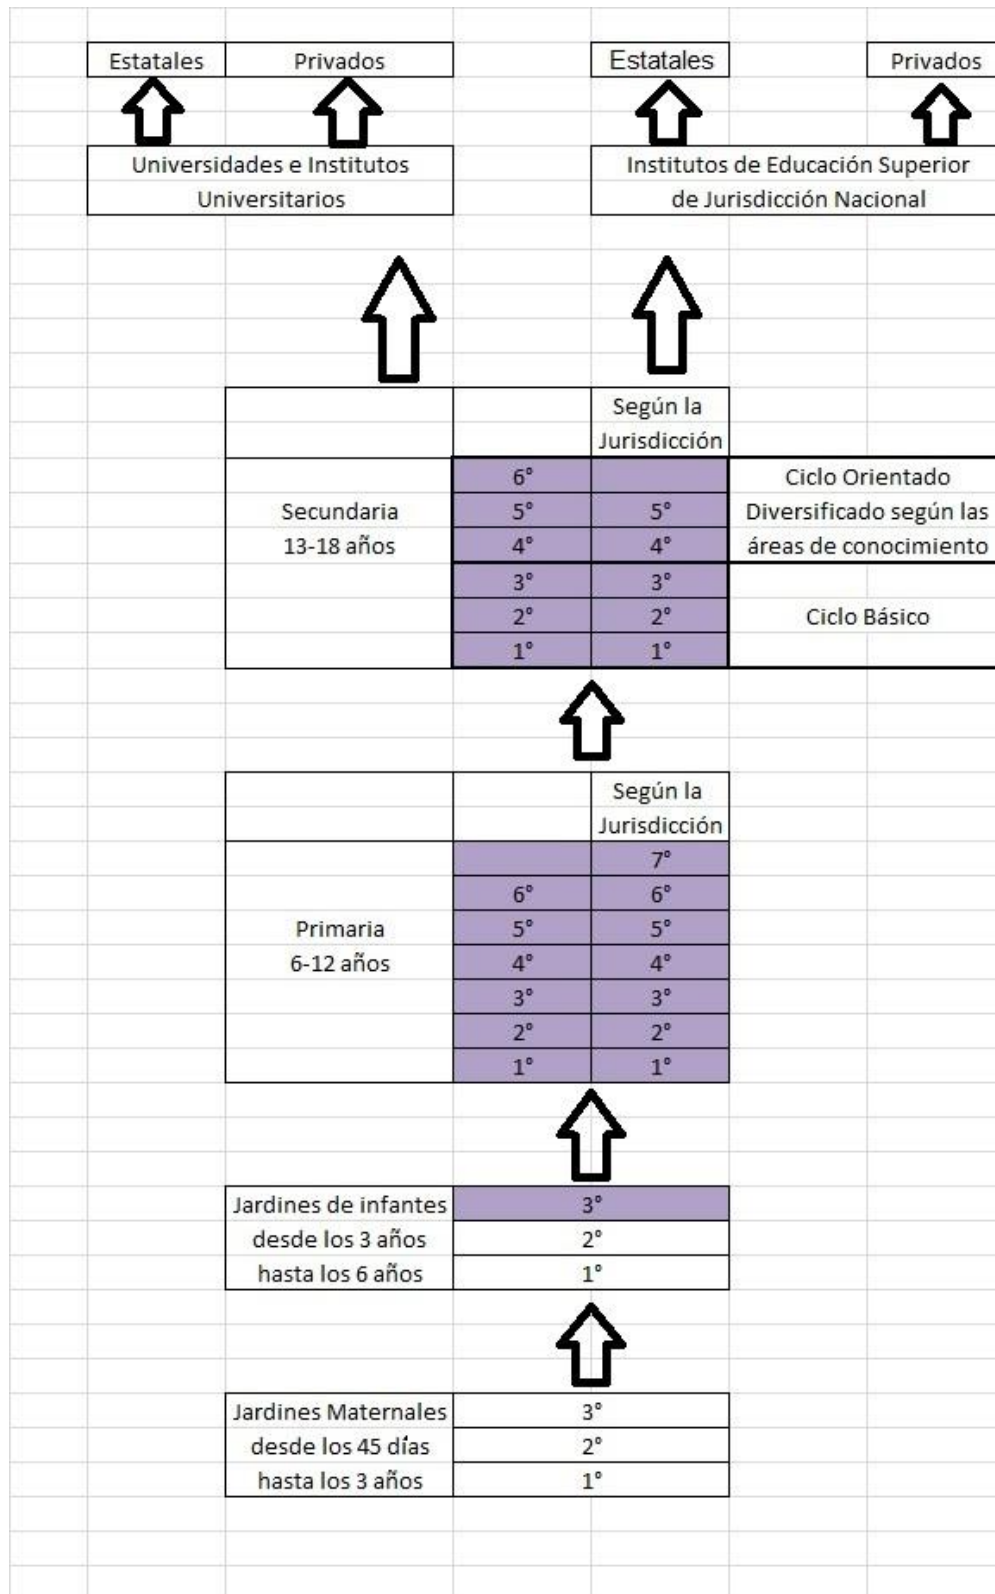 Estatales Privados Estatales Privados
Universidades e Institutos
Universitarios
Institutos de Educación Superior
de Jurisdicción Nacional
Según la
Jurisdicción
Secundaria
13-18 años
6°
5° 5°
4° 4°
3° 3°
2° 2°
1° 1°
Ciclo Orientado
Diversificado según las
áreas de conocimiento
Ciclo Básico
Según la
Jurisdicción
Primaria
6-12 años
7°
6° 6°
5° 5°
4° 4°
3° 3°
2° 2°
1° 1°
Jardines de infantes
desde los 3 años
hasta los 6 años
3°
2°
1°
Jardines Maternales
desde los 45 días
hasta los 3 años
3°
2°
1°